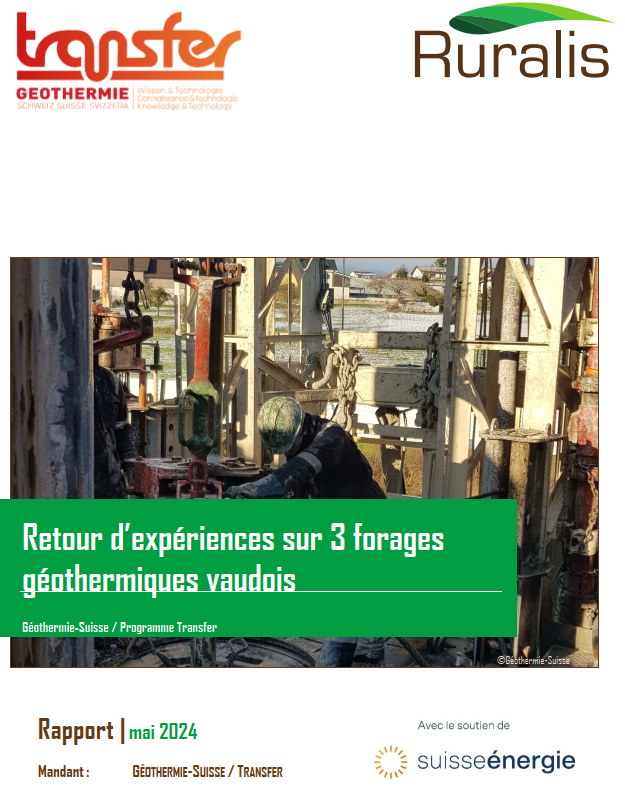 transfer
GEOTHERMIE
SCHWEIZ SUISSE SVIZZERA
Wissen & Technologie
Connaissance & technologie
Knowledge & Technology
Ruralis
Retour d'expériences sur 3 forages
géothermiques vaudois
Géothermie-Suisse / Programme Transfer
©Géothermie-Suisse
Rapport | mai 2024
Avec le soutien de
suisseénergie
Mandant : GÉOTHERMIE-SUISSE / TRANSFER